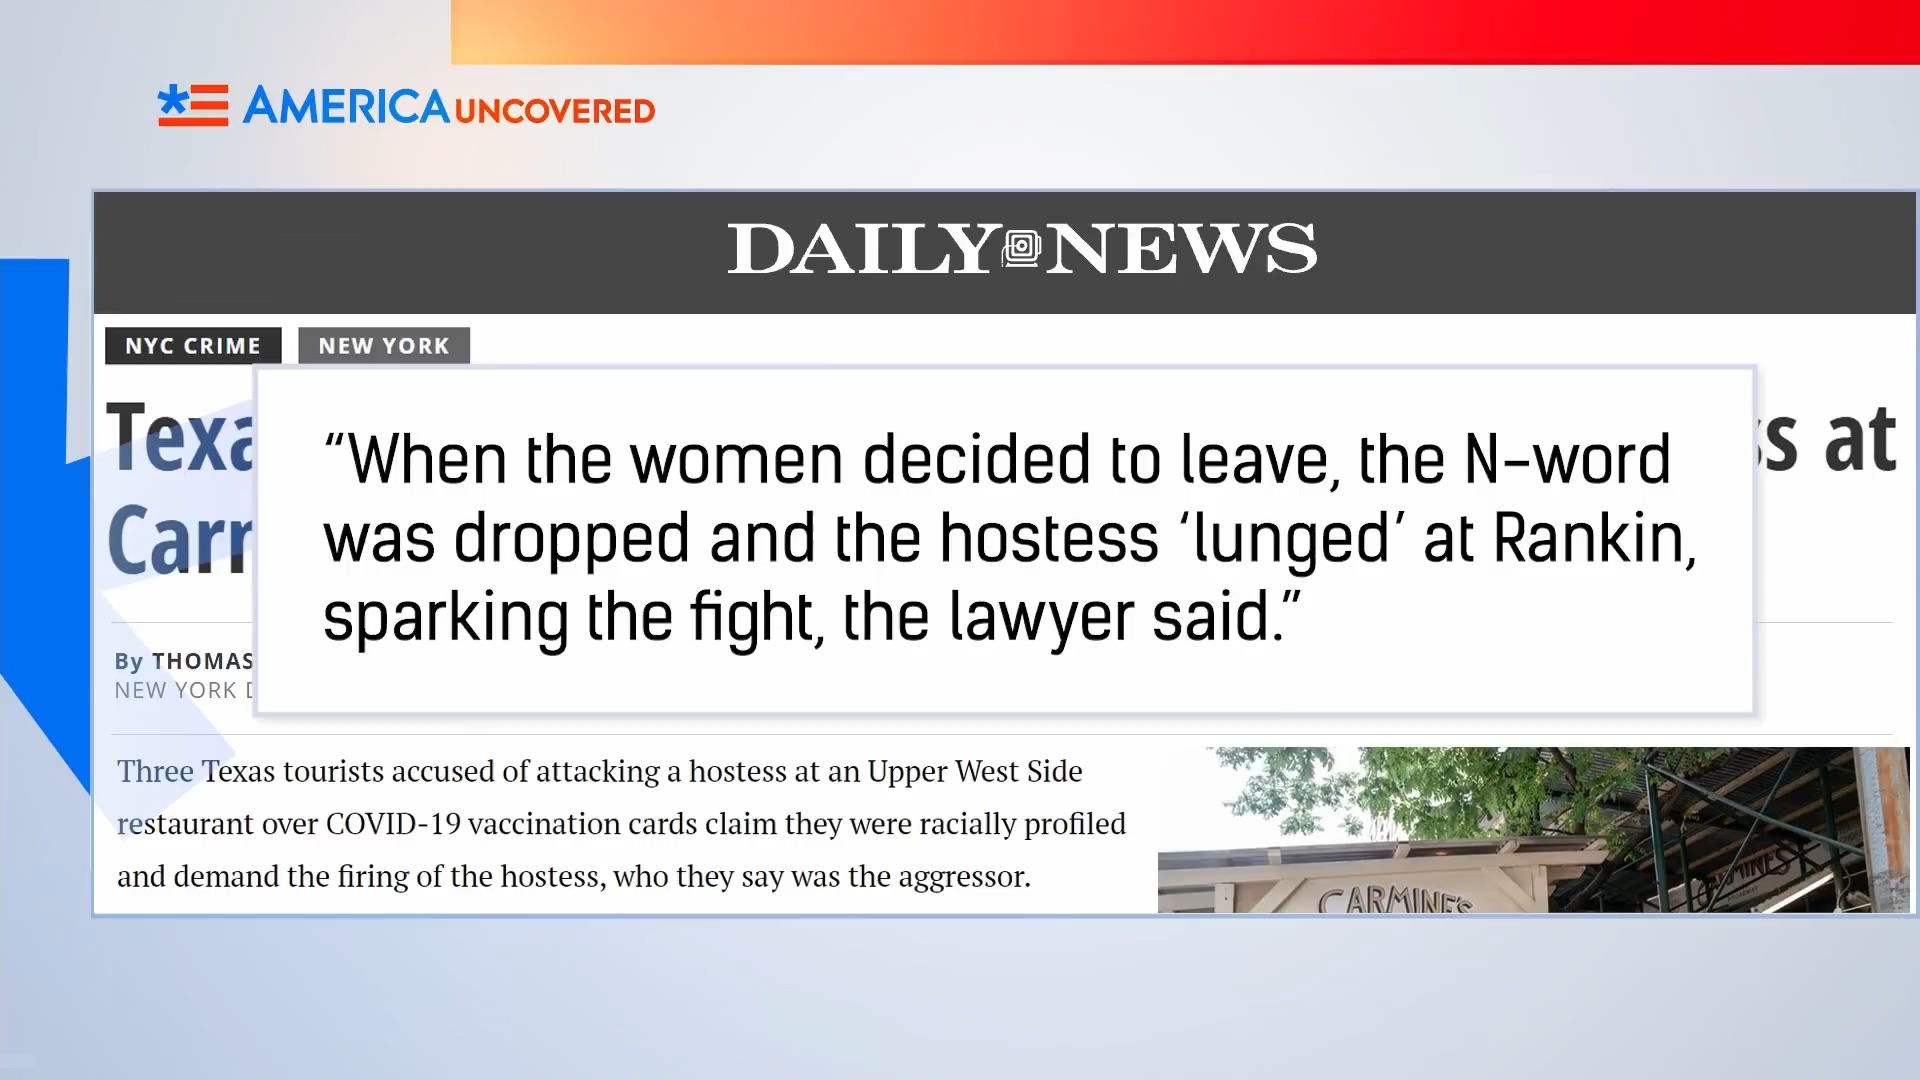 AMERICA UNCOVERED
DAILY NEWS
NYC CRIME NEW YORK
“When the women decided to leave, the N-word
was dropped and the hostess ‘lunged’ at Rankin,
sparking the fight, the lawyer said.”
at
By THOMAS
NEW YORK
Three Texas tourists accused of attacking a hostess at an Upper West Side
restaurant over COVID-19 vaccination cards claim they were racially profiled
and demand the firing of the hostess, who they say was the aggressor.
CARMINE'S
CARMINE'S